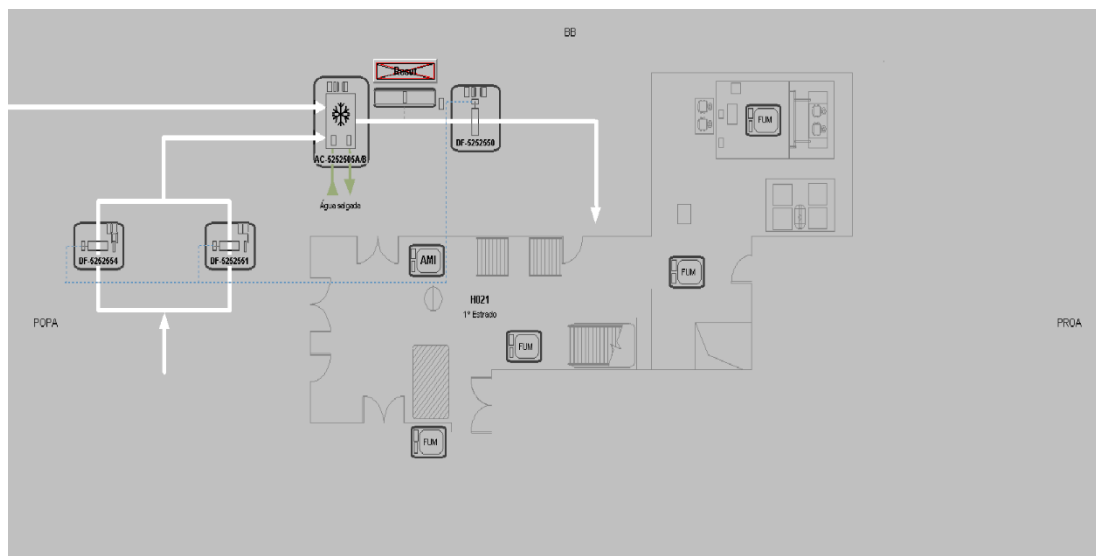 BB
Reset
AC-5252505A/B
DF-5252550
FUM
Água salgada
DF-5252554
DF-5252551
AMI
FUM
H021
1º Estrado
POPA
PROA
FUM
FUM